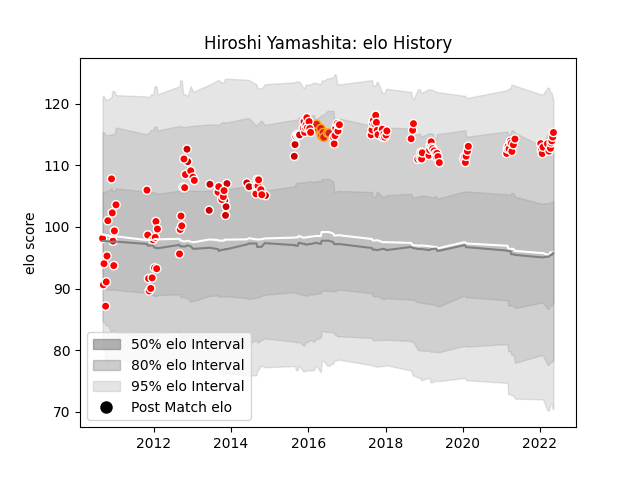 Hiroshi Yamashita: elo History
elo score
120
110
100
90
80
70
50% elo Interval
80% elo Interval
95% elo Interval
Post Match elo
2012 2014 2016 2018 2020 2022